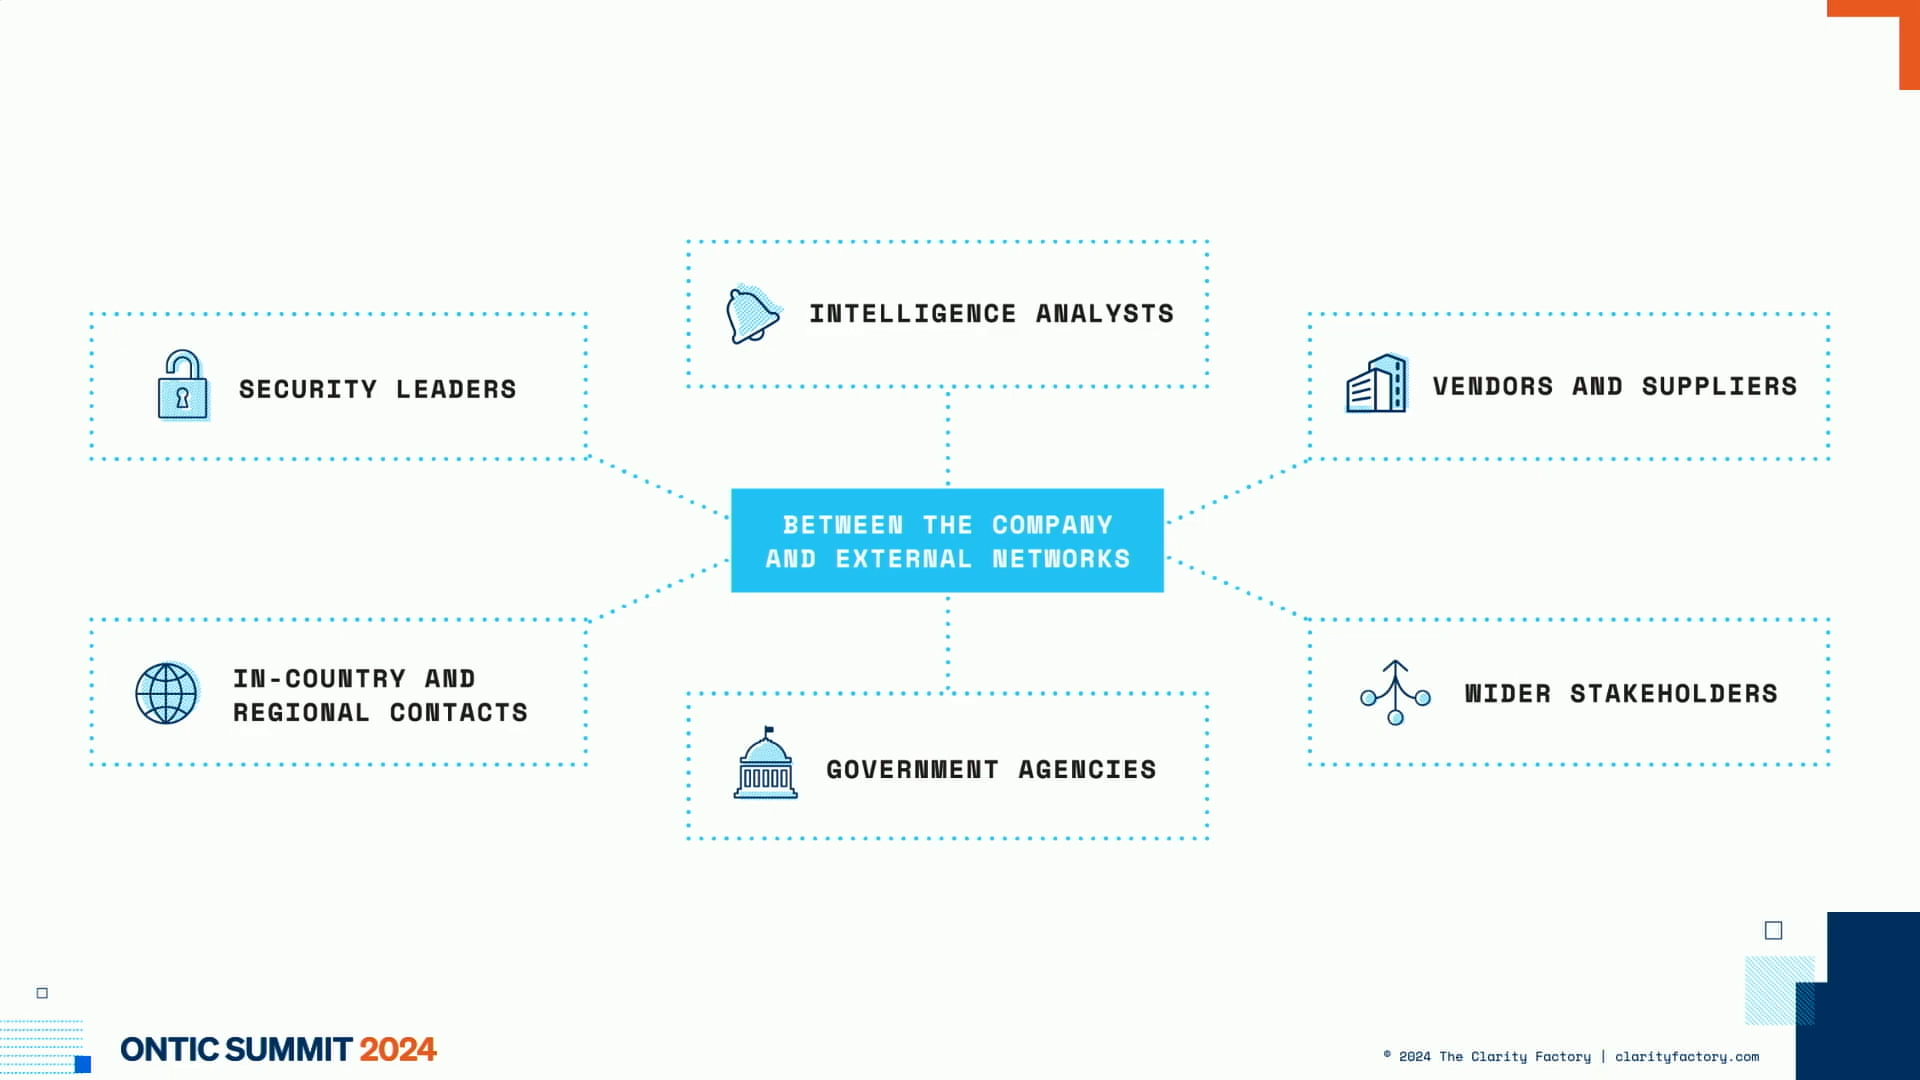 INTELLIGENCE ANALYSTS
SECURITY LEADERS
VENDORS AND SUPPLIERS
BETWEEN THE COMPANY
AND EXTERNAL NETWORKS
IN-COUNTRY AND
REGIONAL CONTACTS
WIDER STAKEHOLDERS
GOVERNMENT AGENCIES
ONTIC SUMMIT 2024
© 2024 The Clarity Factory | clarityfactory.com